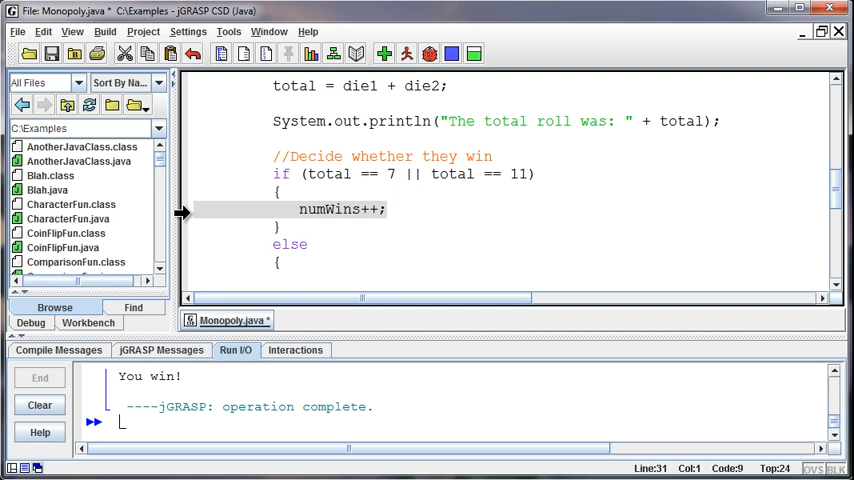 File: Monopoly.java * C:\Examples - jGRASP CSD (Java)
File Edit View Build Project Settings Tools Window Help
All Files Sort By Na...
C:\Examples
AnotherJavaClass.class
AnotherJavaClass.java
Blah.class
Blah.java
CharacterFun.class
CharacterFun.java
CoinFlipFun.class
CoinFlipFun.java
ComparisonFun.class
Browse Find
Debug Workbench
total = die1 + die2;
System.out.println("The total roll was: " + total);
//Decide whether they win
if (total == 7 || total == 11)
{
numWins++;
}
else
{
Monopoly.java *
Compile Messages jGRASP Messages Run I/O Interactions
End
Clear
Help
You win!
----jGRASP: operation complete.
Line:31 Col:1 Code:9 Top:24 OVS BLK